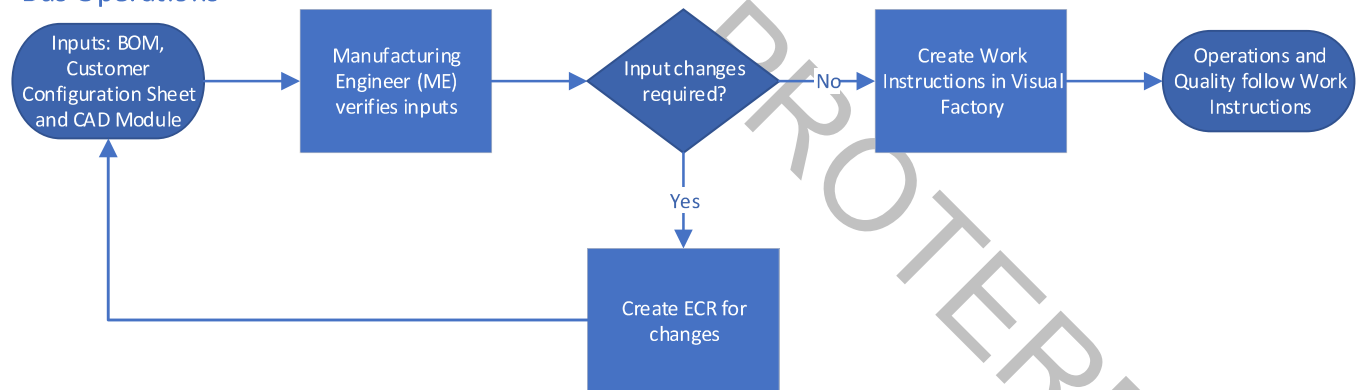 Bus Operations
Inputs: BOM,
Customer
Configuration Sheet
and CAD Module
Manufacturing
Engineer (ME)
verifies inputs
Input changes
required?
No
Create Work
Instructions in Visual
Factory
Operations and
Quality follow Work
Instructions
Yes
Create ECR for
changes
PROTER